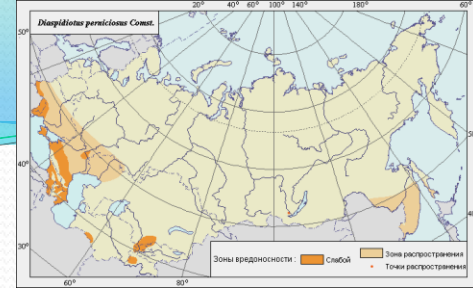 20° 40° 60° 100° 140° 180° 60°
Diaspidiotus perniciosus Comst.
50°
40°
30°
60° 80°
Зоны вредоносности : Слабой
Зона распространения
Точки распространения